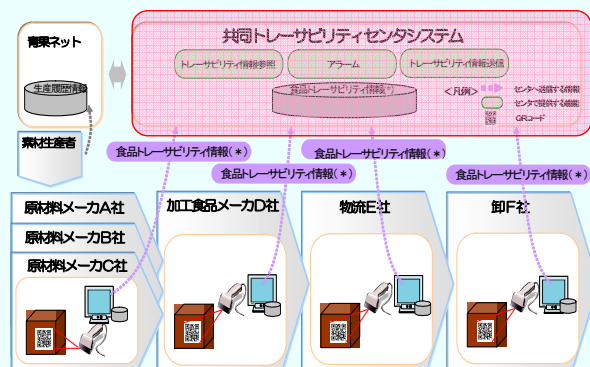 青果ネット
生産履歴情報
素材生産者
共同トレーサビリティセンタシステム
トレーサビリティ情報参照
アラーム
トレーサビリティ情報送信
食品トレーサビリティ情報(*)
＜凡例＞
センタへ送信する情報
センタで提供する機能
QRコード
食品トレーサビリティ情報(*)
食品トレーサビリティ情報(*)
食品トレーサビリティ情報(*)
食品トレーサビリティ情報(*)
原材料メーカA社
原材料メーカB社
原材料メーカC社
加工食品メーカD社
物流E社
卸F社